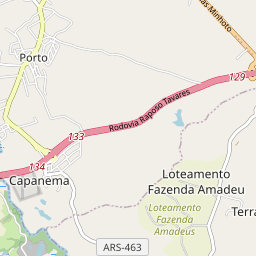 as Minhoto
Porto
129
Rodovia Raposo Tavares
133
134
Capanema
Loteamento
Fazenda Amadeu
Loteamento
Fazenda
Amadeus
Terra
ARS-463